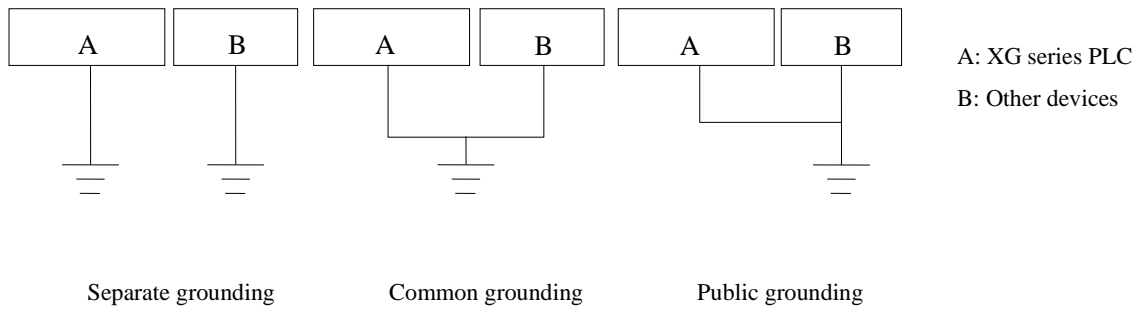 A B A B A B
A: XG series PLC
B: Other devices
Separate grounding Common grounding Public grounding